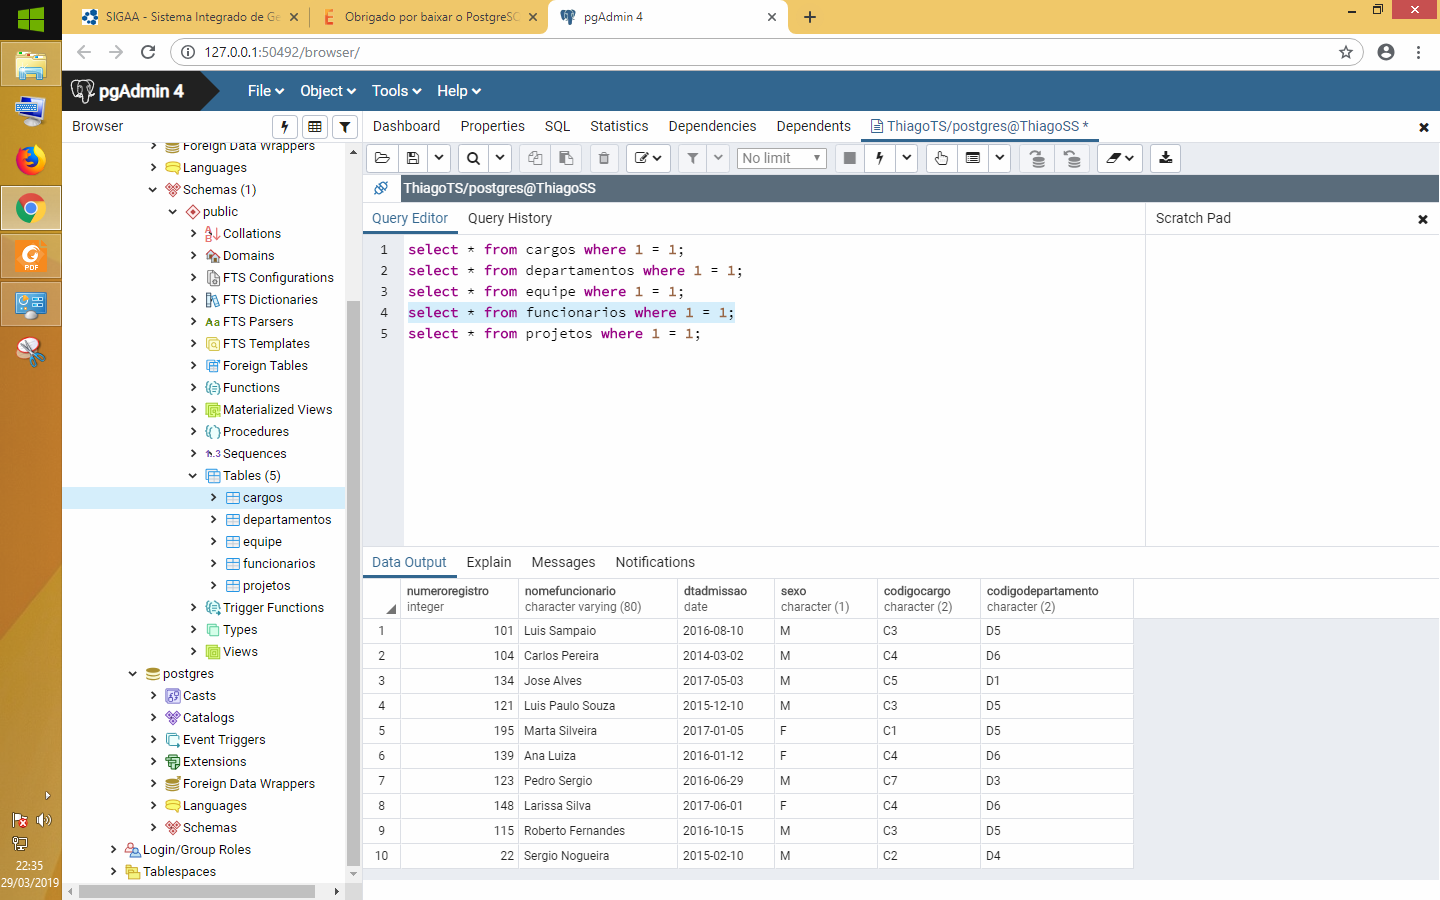 SIGAA - Sistema Integrado de Ge
Obrigado por baixar o PostgreSQ
pgAdmin 4
127.0.0.1:50492/browser/
pgAdmin 4
File
Object
Tools
Help
Browser
Dashboard
Properties
SQL
Statistics
Dependencies
Dependents
ThiagoTS/postgres@ThiagoSS *
No limit
ThiagoTS/postgres@ThiagoSS
Query Editor
Query History
Scratch Pad
1 select * from cargos where 1 = 1;
2 select * from departamentos where 1 = 1;
3 select * from equipe where 1 = 1;
4 select * from funcionarios where 1 = 1;
5 select * from projetos where 1 = 1;
Foreign Data Wrappers
Languages
Schemas (1)
public
Collations
Domains
FTS Configurations
FTS Dictionaries
FTS Parsers
FTS Templates
Foreign Tables
Functions
Materialized Views
Procedures
Sequences
Tables (5)
cargos
departamentos
equipe
funcionarios
projetos
Trigger Functions
Types
Views
postgres
Casts
Catalogs
Event Triggers
Extensions
Foreign Data Wrappers
Languages
Schemas
Login/Group Roles
Tablespaces
Data Output
Explain
Messages
Notifications
numeroregistro nomefuncionario dtadmissao sexo codigocargo codigodepartamento
integer character varying (80) date character (1) character (2) character (2)
1 101 Luis Sampaio 2016-08-10 M C3 D5
2 104 Carlos Pereira 2014-03-02 M C4 D6
3 134 Jose Alves 2017-05-03 M C5 D1
4 121 Luis Paulo Souza 2015-12-10 M C3 D5
5 195 Marta Silveira 2017-01-05 F C1 D5
6 139 Ana Luiza 2016-01-12 F C4 D6
7 123 Pedro Sergio 2016-06-29 M C7 D3
8 148 Larissa Silva 2017-06-01 F C4 D6
9 115 Roberto Fernandes 2016-10-15 M C3 D5
10 22 Sergio Nogueira 2015-02-10 M C2 D4
PDF
22:35
29/03/2019